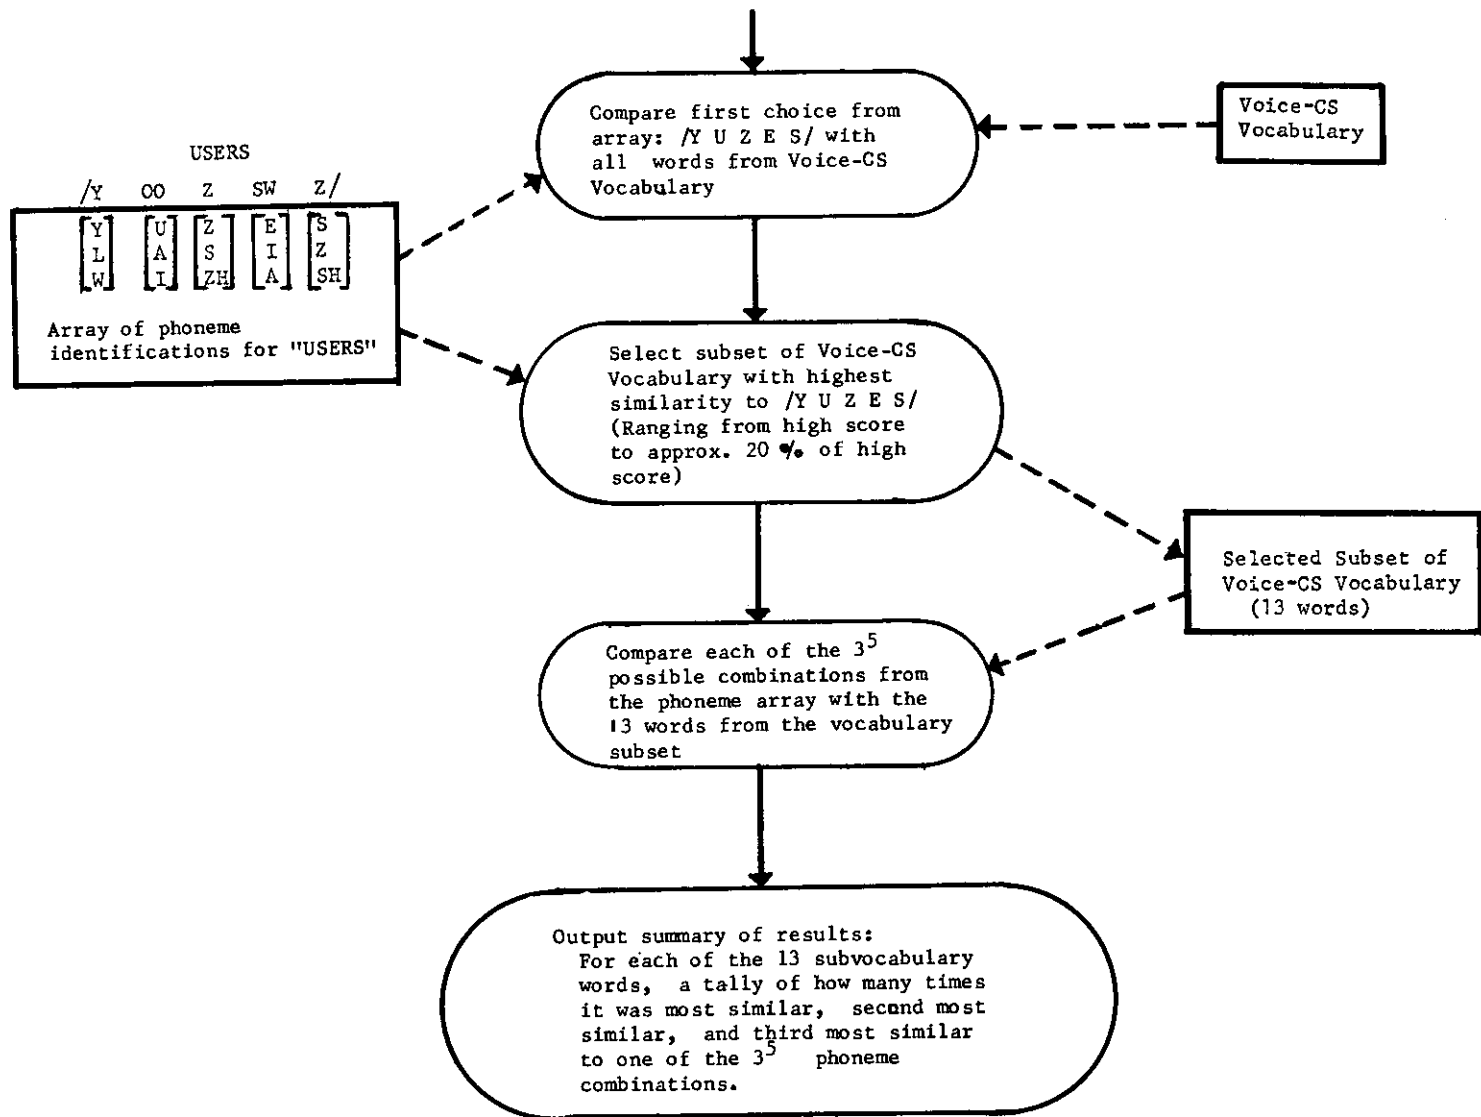 Compare first choice from
array: /Y U Z E S/ with
all words from Voice-CS
Vocabulary
Voice-CS
Vocabulary
USERS
/Y OO Z SW Z/
Y U Z E S
L A S I Z
W I ZH A SH
Array of phoneme
identifications for "USERS"
Select subset of Voice-CS
Vocabulary with highest
similarity to /Y U Z E S/
(Ranging from high score
to approx. 20 % of high
score)
Selected Subset of
Voice-CS Vocabulary
(13 words)
Compare each of the 3^5
possible combinations from
the phoneme array with the
13 words from the vocabulary
subset
Output summary of results:
For each of the 13 subvocabulary
words, a tally of how many times
it was most similar, second most
similar, and third most similar
to one of the 3^5 phoneme
combinations.